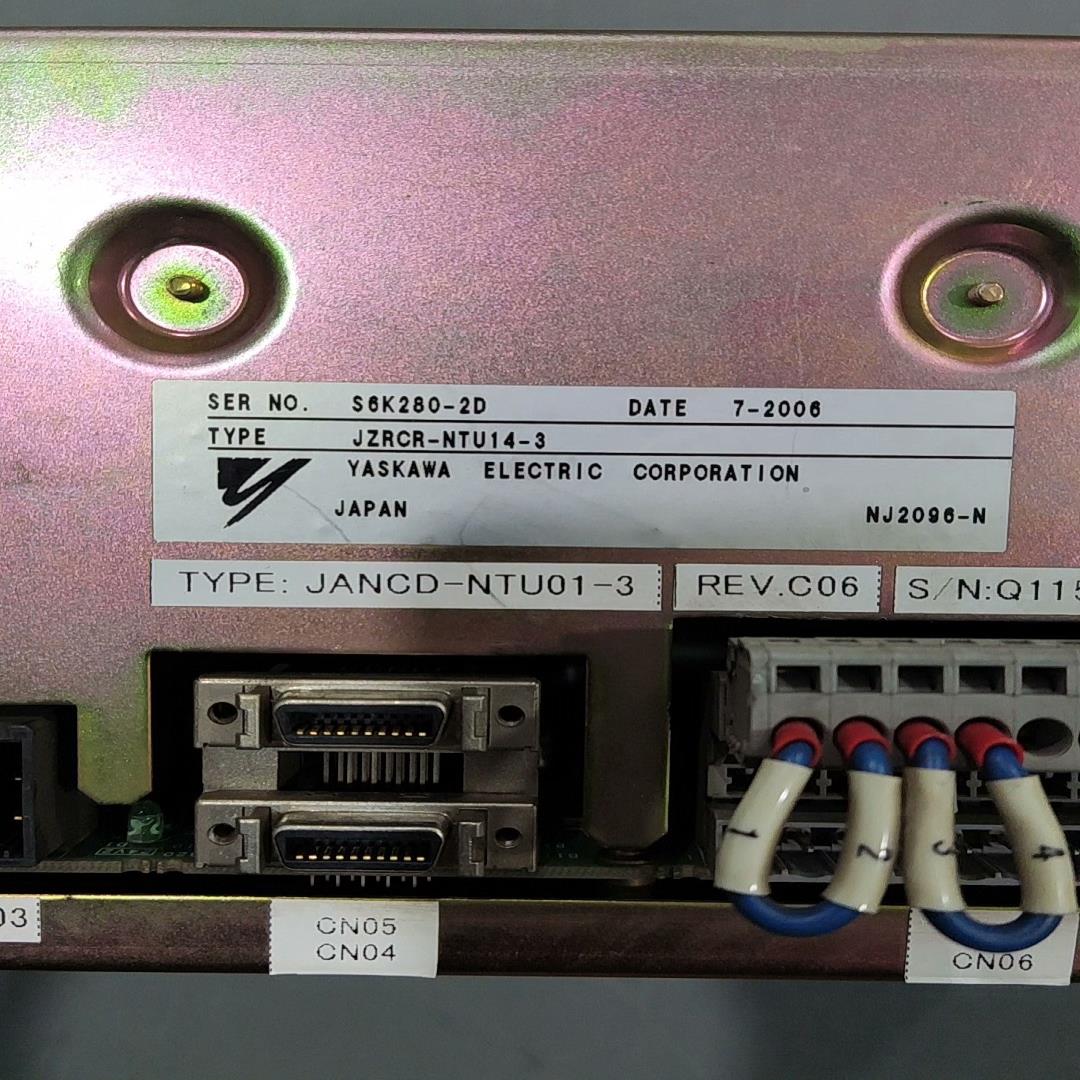 SER NO. S6K280-2D DATE 7-2006
TYPE JZRCR-NTU14-3
YASKAWA ELECTRIC CORPORATION
JAPAN NJ2096-N
TYPE: JANCD-NTU01-3 REV.C06 S/N:Q115
1 2 3 4
03 CN05
CN04 CN06